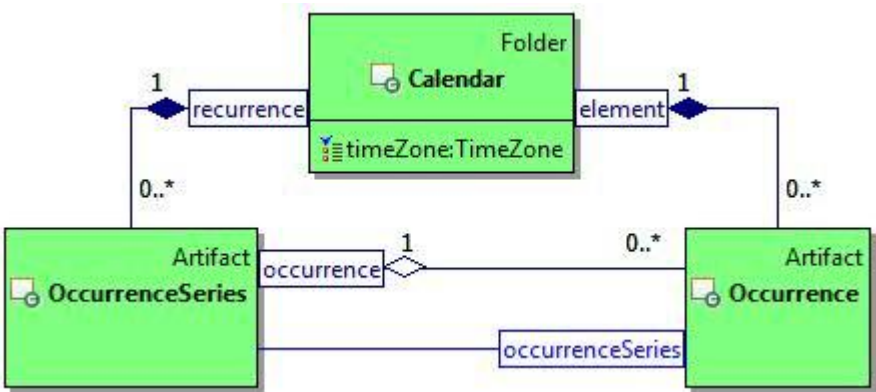 Folder
Calendar
1
recurrence
element
1
timeZone:TimeZone
0..*
0..*
Artifact
OccurrenceSeries
occurrence
1
0..*
Artifact
Occurrence
occurrenceSeries